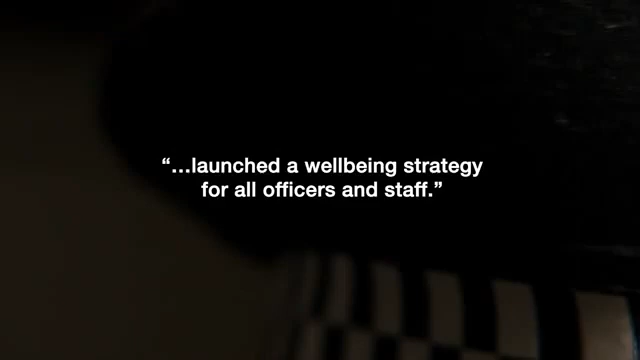 “...launched a wellbeing strategy
for all officers and staff.”